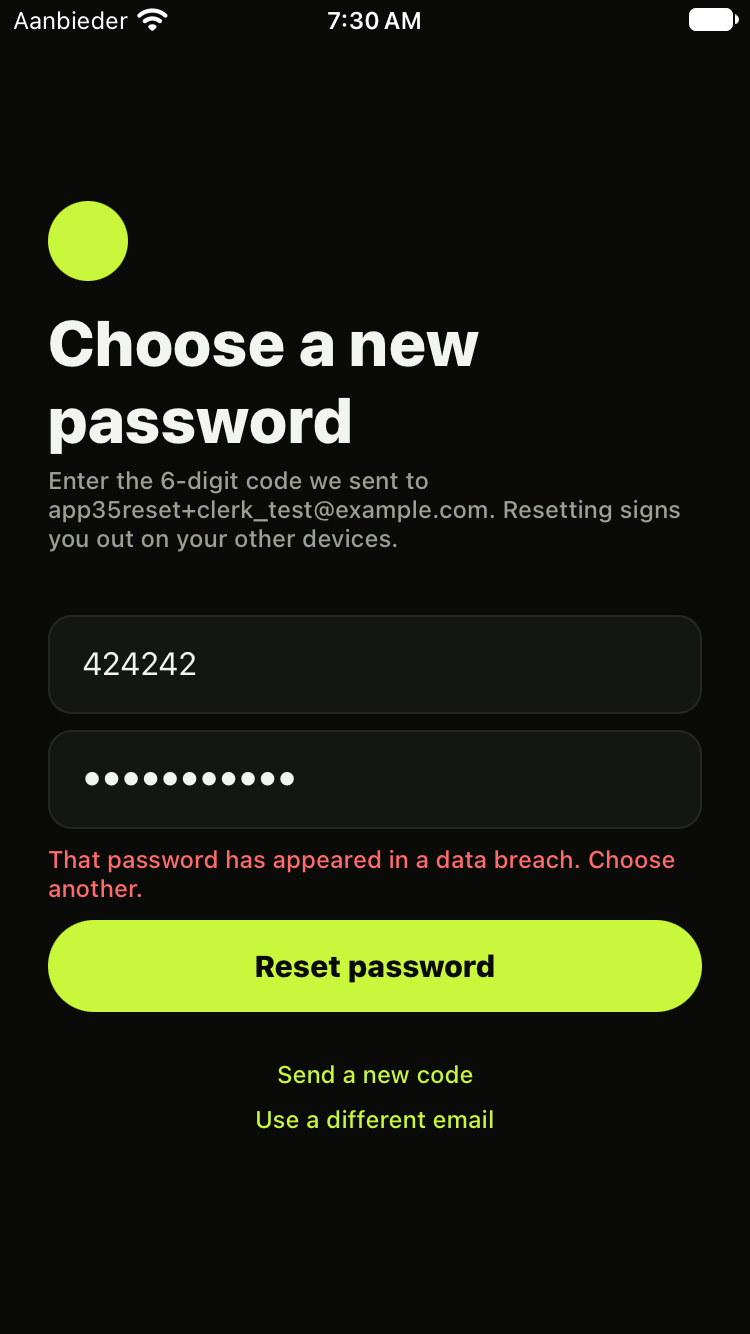 Aanbieder
7:30 AM
Choose a new
password
Enter the 6-digit code we sent to
app35reset+clerk_test@example.com. Resetting signs
you out on your other devices.
424242
●●●●●●●●●●●
That password has appeared in a data breach. Choose
another.
Reset password
Send a new code
Use a different email